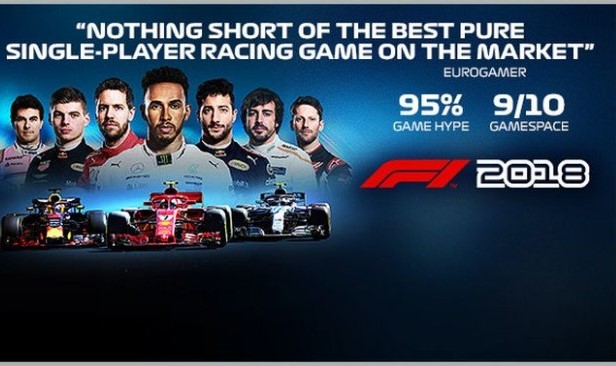 “NOTHING SHORT OF THE BEST PURE
SINGLE-PLAYER RACING GAME ON THE MARKET”
EUROGAMER
95% 9/10
GAME HYPE GAMESPACE
F1™ 2018